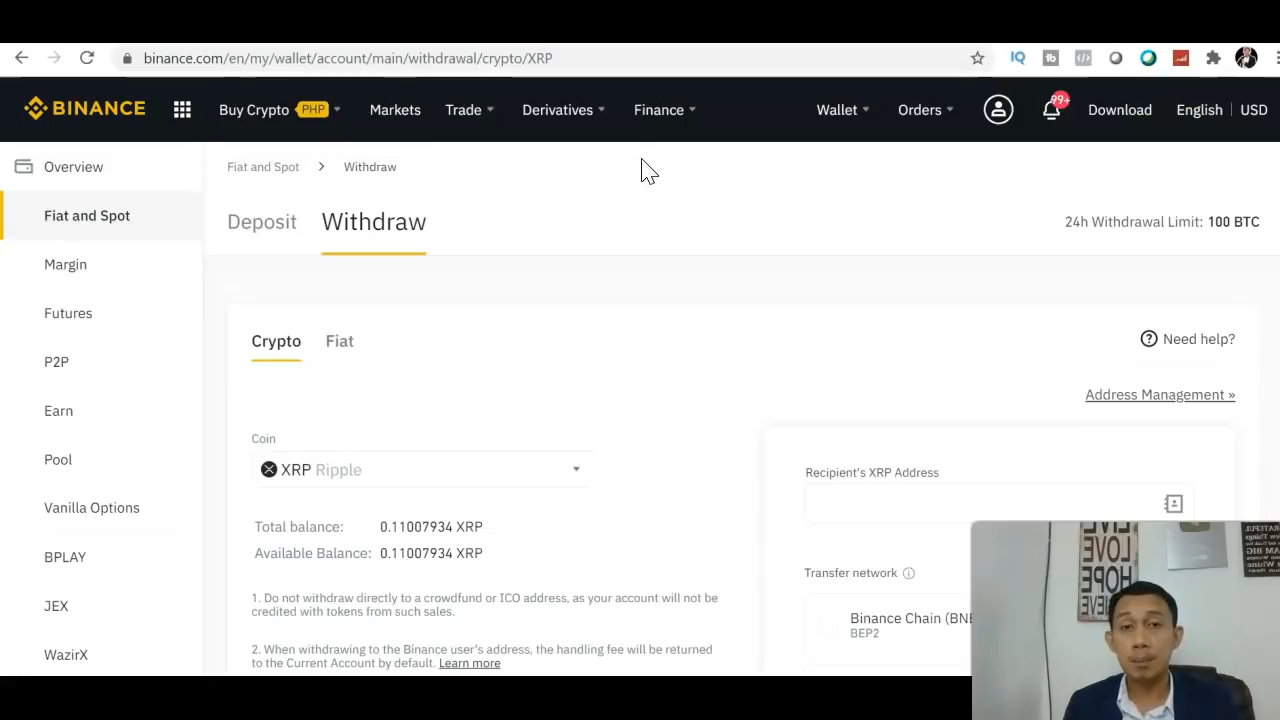 binance.com/en/my/wallet/account/main/withdrawal/crypto/XRP
BINANCE Buy Crypto PHP Markets Trade Derivatives Finance Wallet Orders 99+ Download English USD
Overview
Fiat and Spot
Margin
Futures
P2P
Earn
Pool
Vanilla Options
BPLAY
JEX
WazirX
Fiat and Spot > Withdraw
Deposit Withdraw
24h Withdrawal Limit: 100 BTC
Crypto Fiat
Need help?
Address Management »
Coin
XRP Ripple
Total balance: 0.11007934 XRP
Available Balance: 0.11007934 XRP
1. Do not withdraw directly to a crowdfund or ICO address, as your account will not be
credited with tokens from such sales.
2. When withdrawing to the Binance user's address, the handling fee will be returned
to the Current Account by default. Learn more
Recipient's XRP Address
Transfer network
Binance Chain (BNB
BEP2
LOVE
HOPE